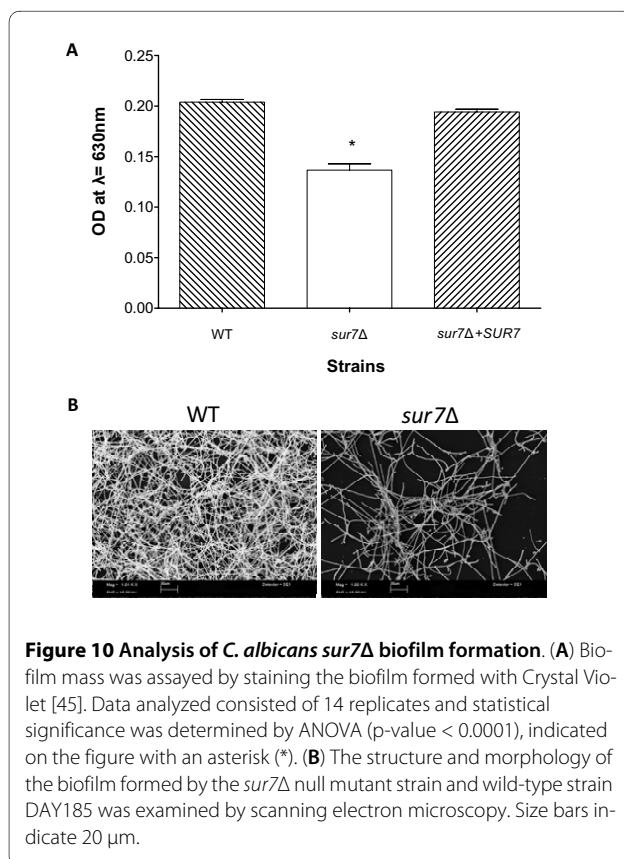 A
0.25
0.20
0.15
0.10
0.05
0.00
OD at λ= 630nm
*
WT
sur7Δ
sur7Δ+SUR7
Strains
B
WT
sur7Δ
Figure 10 Analysis of C. albicans sur7Δ biofilm formation. (A) Bio-
film mass was assayed by staining the biofilm formed with Crystal Vio-
let [45]. Data analyzed consisted of 14 replicates and statistical
significance was determined by ANOVA (p-value < 0.0001), indicated
on the figure with an asterisk (*). (B) The structure and morphology of
the biofilm formed by the sur7Δ null mutant strain and wild-type strain
DAY185 was examined by scanning electron microscopy. Size bars in-
dicate 20 μm.